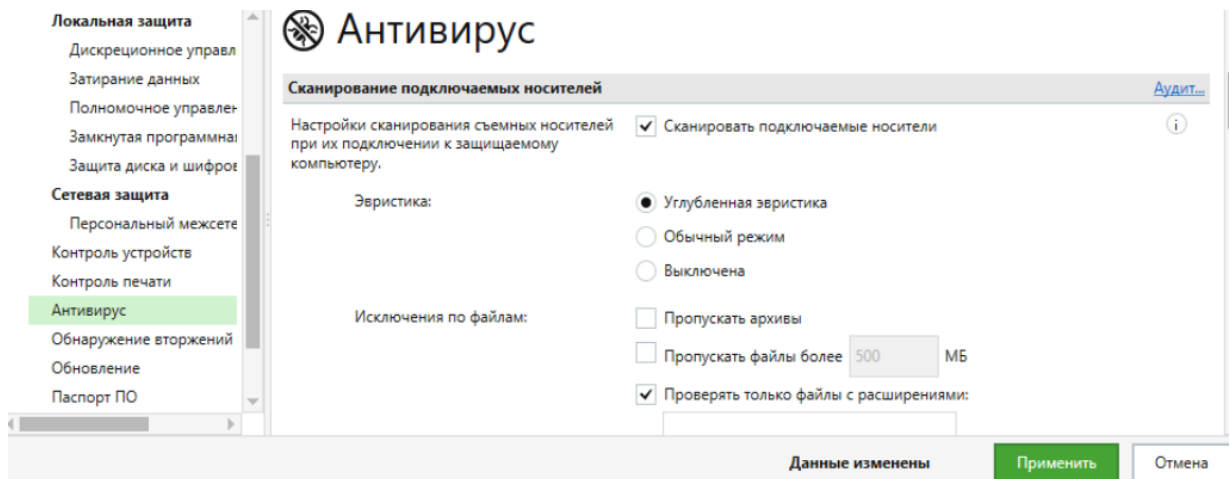 Локальная защита
Дискреционное управл
Затирание данных
Полномочное управлен
Замкнутая программна
Защита диска и шифров
Сетевая защита
Персональный межсете
Контроль устройств
Контроль печати
Антивирус
Обнаружение вторжений
Обновление
Паспорт ПО
Антивирус
Сканирование подключаемых носителей
Аудит...
Настройки сканирования съемных носителей
при их подключении к защищаемому
компьютеру.
Сканировать подключаемые носители
Эвристика:
Углубленная эвристика
Обычный режим
Выключена
Исключения по файлам:
Пропускать архивы
Пропускать файлы более 500 МБ
Проверять только файлы с расширениями:
Данные изменены
Применить
Отмена